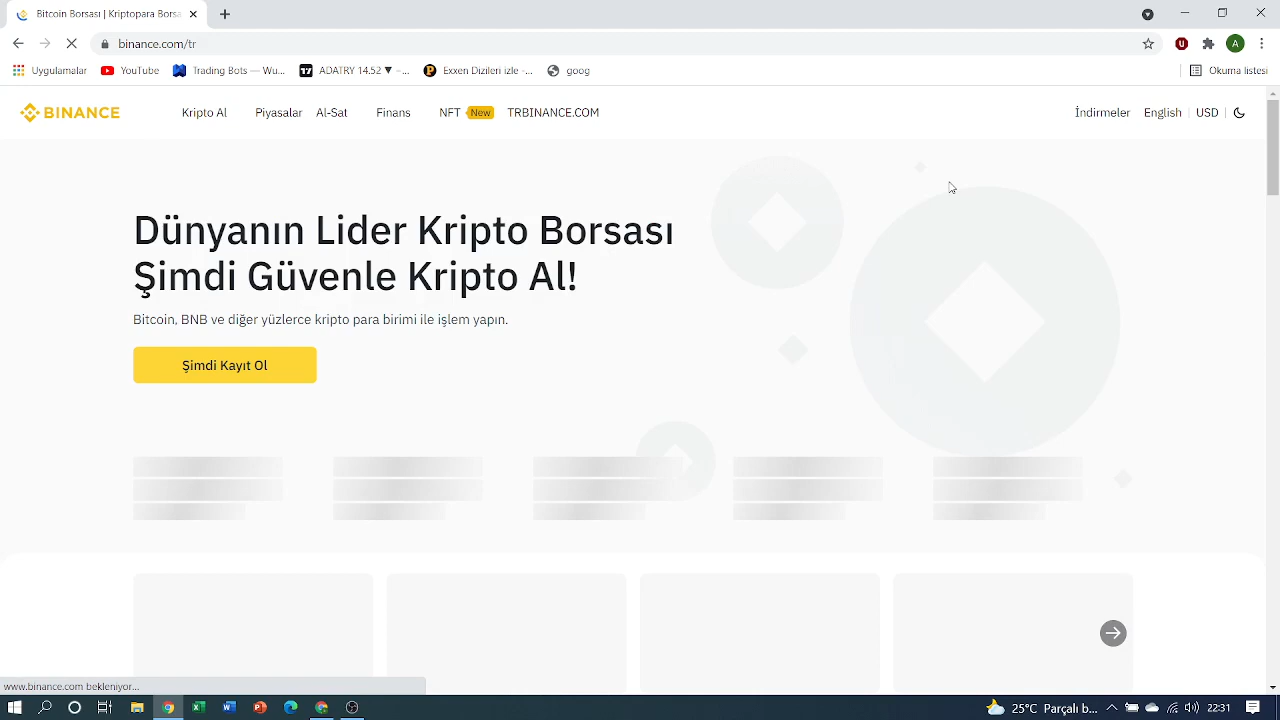 Bitcoin Borsası | Kriptopara Borsa
binance.com/tr
Uygulamalar
YouTube
Trading Bots — Wu...
ADATRY 14.52 ▼ –...
Exxen Dizileri izle -...
goog
Okuma listesi
BINANCE
Kripto Al
Piyasalar
Al-Sat
Finans
NFT New
TRBINANCE.COM
İndirmeler
English
USD
Dünyanın Lider Kripto Borsası
Şimdi Güvenle Kripto Al!
Bitcoin, BNB ve diğer yüzlerce kripto para birimi ile işlem yapın.
Şimdi Kayıt Ol
www.binance.com bekleniyor...
25°C Parçalı b...
22:31